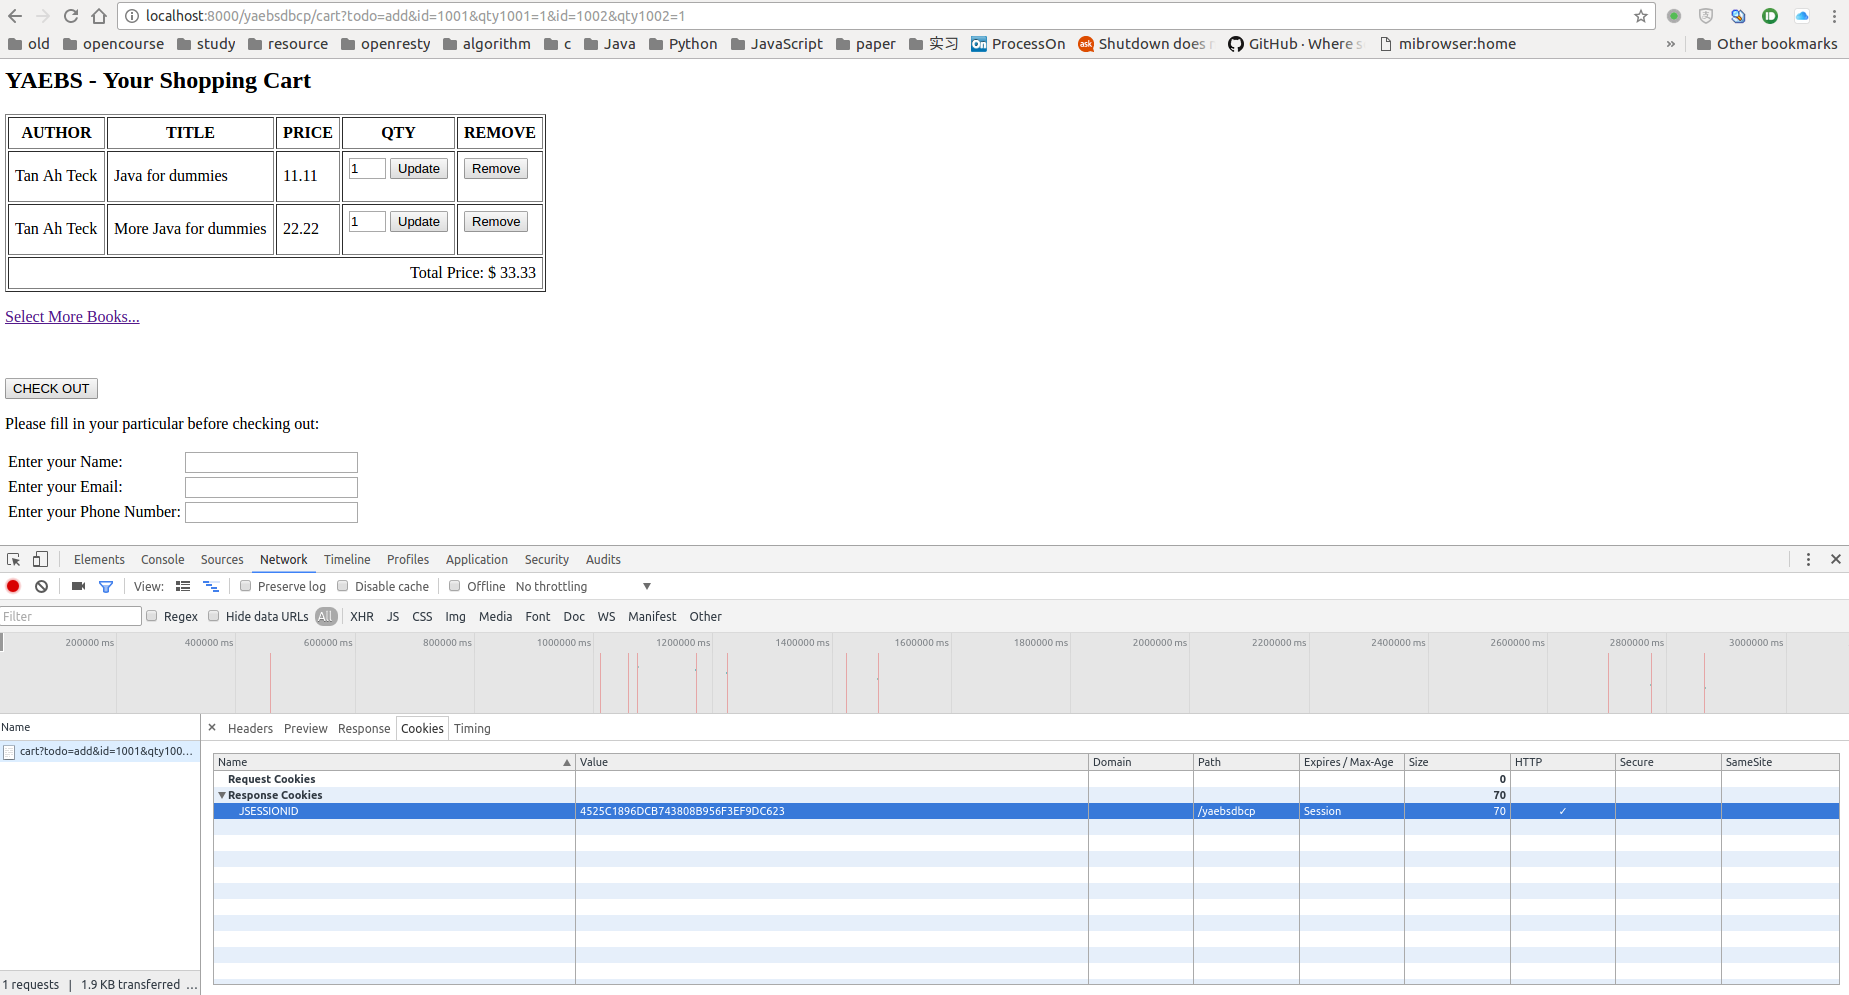 localhost:8000/yaebsdbcp/cart?todo=add&id=1001&qty1001=1&id=1002&qty1002=1
old opencourse study resource openresty algorithm c Java Python JavaScript paper 实习 On ProcessOn ask Shutdown does GitHub · Where mibrowser:home » Other bookmarks
YAEBS - Your Shopping Cart
AUTHOR TITLE PRICE QTY REMOVE
Tan Ah Teck Java for dummies 11.11 1 Update Remove
Tan Ah Teck More Java for dummies 22.22 1 Update Remove
Total Price: $ 33.33
Select More Books...
CHECK OUT
Please fill in your particular before checking out:
Enter your Name:
Enter your Email:
Enter your Phone Number:
Elements Console Sources Network Timeline Profiles Application Security Audits
View: Preserve log Disable cache Offline No throttling
Filter Regex Hide data URLs All XHR JS CSS Img Media Font Doc WS Manifest Other
200000 ms 400000 ms 600000 ms 800000 ms 1000000 ms 1200000 ms 1400000 ms 1600000 ms 1800000 ms 2000000 ms 2200000 ms 2400000 ms 2600000 ms 2800000 ms 3000000 ms
Name × Headers Preview Response Cookies Timing
cart?todo=add&id=1001&qty100...
Name Value Domain Path Expires / Max-Age Size HTTP Secure SameSite
Request Cookies 0
Response Cookies 70
JSESSIONID 4525C1896DCB743808B956F3EF9DC623 /yaebsdbcp Session 70 ✓
1 requests | 1.9 KB transferred ...